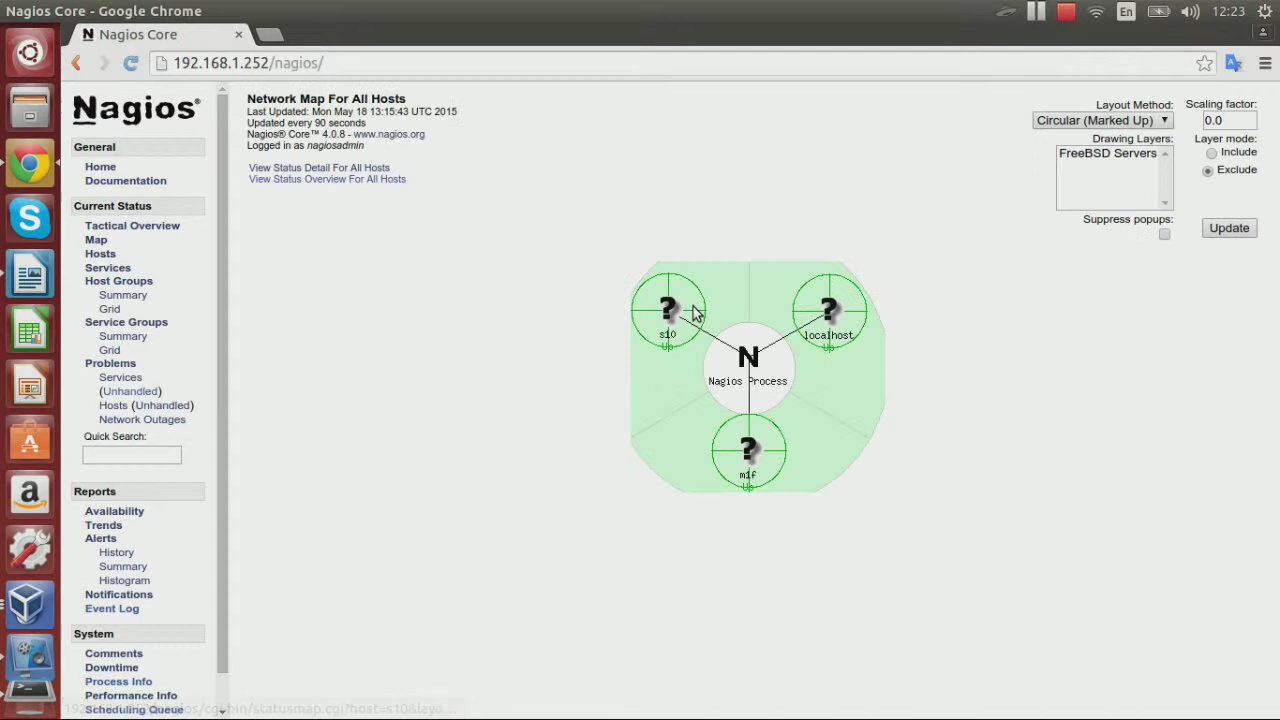 Nagios Core - Google Chrome
En
12:23
Nagios Core
192.168.1.252/nagios/
Nagios®
General
Home
Documentation
Current Status
Tactical Overview
Map
Hosts
Services
Host Groups
Summary
Grid
Service Groups
Summary
Grid
Problems
Services
(Unhandled)
Hosts (Unhandled)
Network Outages
Quick Search:
Reports
Availability
Trends
Alerts
History
Summary
Histogram
Notifications
Event Log
System
Comments
Downtime
Process Info
Performance Info
Scheduling Queue
Network Map For All Hosts
Last Updated: Mon May 18 13:15:43 UTC 2015
Updated every 90 seconds
Nagios® Core™ 4.0.8 - www.nagios.org
Logged in as nagiosadmin
View Status Detail For All Hosts
View Status Overview For All Hosts
Layout Method:
Circular (Marked Up)
Drawing Layers:
FreeBSD Servers
Suppress popups:
Scaling factor:
0.0
Layer mode:
Include
Exclude
Update
?
s10
Up
?
localhost
Up
N
Nagios Process
?
m1f
Up